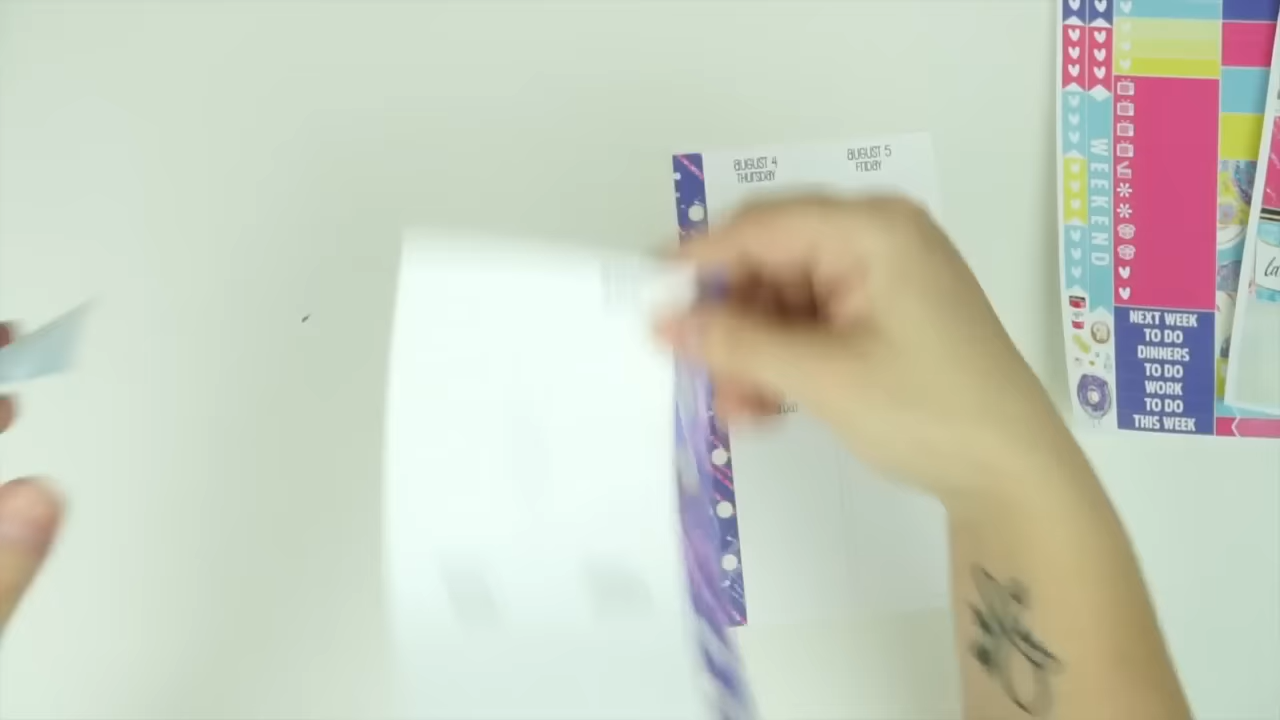 AUGUST 4
THURSDAY
AUGUST 5
FRIDAY
WEEKEND
NEXT WEEK
TO DO
DINNERS
TO DO
WORK
TO DO
THIS WEEK